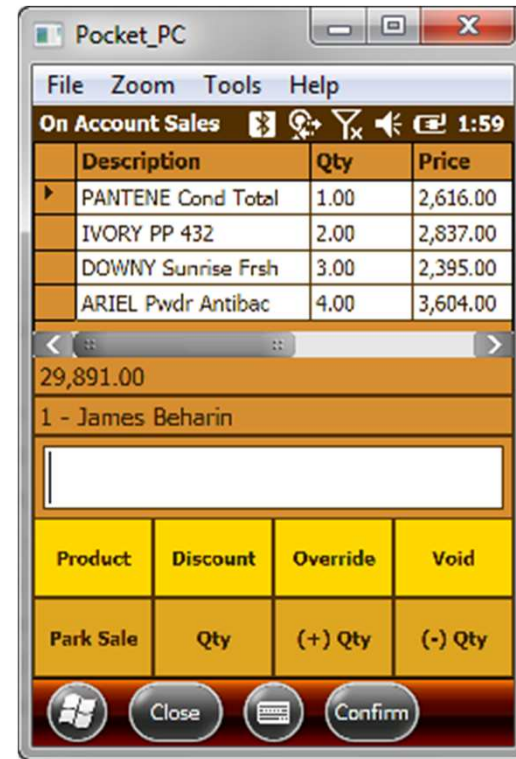 Pocket_PC
File Zoom Tools Help
On Account Sales 1:59
Description Qty Price
PANTENE Cond Total 1.00 2,616.00
IVORY PP 432 2.00 2,837.00
DOWNY Sunrise Frsh 3.00 2,395.00
ARIEL Pwdr Antibac 4.00 3,604.00
29,891.00
1 - James Beharin
Product Discount Override Void
Park Sale Qty (+) Qty (-) Qty
Close Confirm